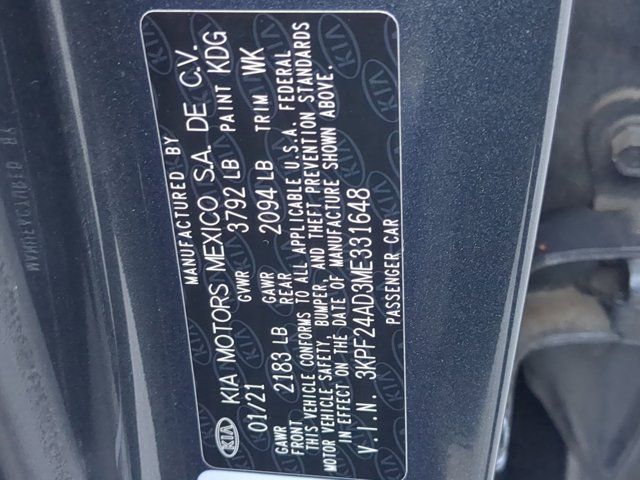 MANUFACTURED BY
KIA KIA MOTORS MEXICO S.A. DE C.V.
01/21 GVWR 3792 LB PAINT KDG
GAWR FRONT 2183 LB GAWR REAR 2094 LB TRIM WK
THIS VEHICLE CONFORMS TO ALL APPLICABLE U.S.A. FEDERAL
MOTOR VEHICLE SAFETY, BUMPER, AND THEFT PREVENTION STANDARDS
IN EFFECT ON THE DATE OF MANUFACTURE SHOWN ABOVE.
V.I.N. 3KPF24AD3ME331648
PASSENGER CAR